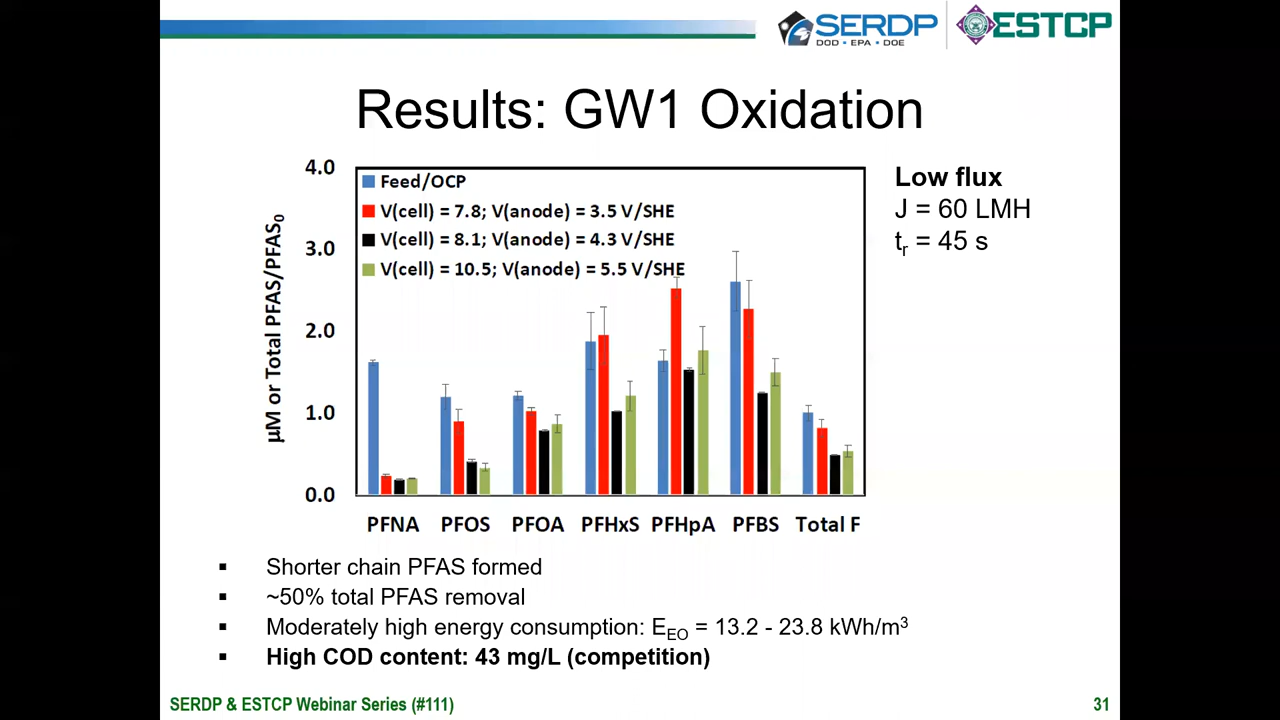 SERDP
DOD • EPA • DOE
ESTCP
Results: GW1 Oxidation
4.0
3.0
2.0
1.0
0.0
µM or Total PFAS/PFAS₀
Feed/OCP
V(cell) = 7.8; V(anode) = 3.5 V/SHE
V(cell) = 8.1; V(anode) = 4.3 V/SHE
V(cell) = 10.5; V(anode) = 5.5 V/SHE
PFNA PFOS PFOA PFHxS PFHpA PFBS Total F
Low flux
J = 60 LMH
tᵣ = 45 s
▪ Shorter chain PFAS formed
▪ ~50% total PFAS removal
▪ Moderately high energy consumption: E_EO = 13.2 - 23.8 kWh/m³
▪ High COD content: 43 mg/L (competition)
SERDP & ESTCP Webinar Series (#111)
31